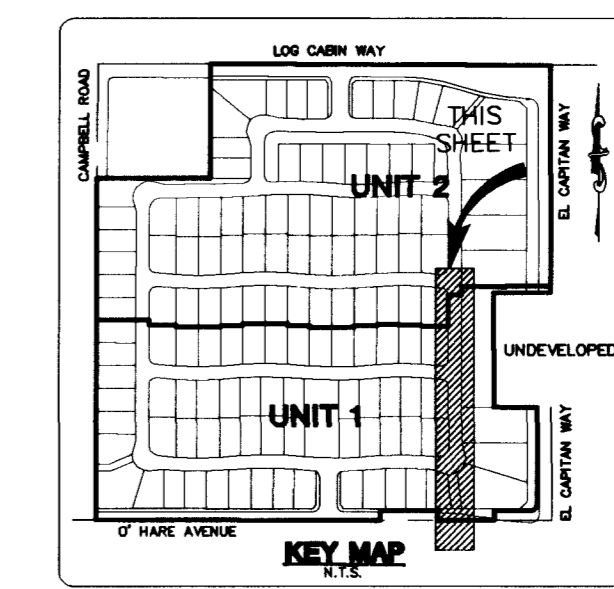 LOG CABIN WAY
CAMPBELL ROAD
THIS
SHEET
EL CAPITAN WAY
UNIT 2
UNDEVELOPED
UNIT 1
EL CAPITAN WAY
O' HARE AVENUE
KEY MAP
N.T.S.